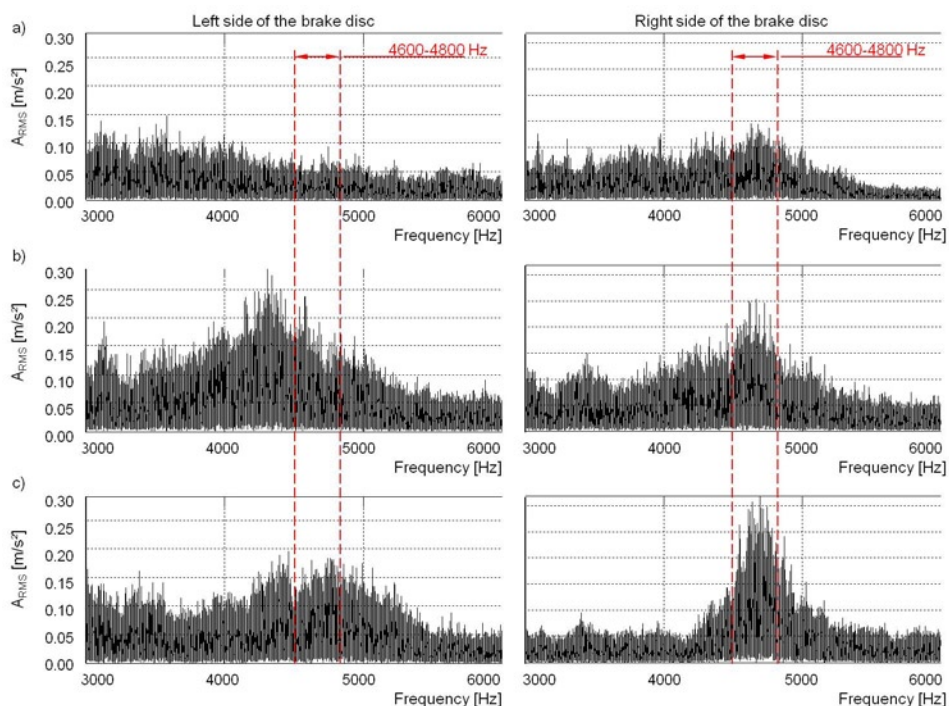 Left side of the brake disc
Right side of the brake disc
a)
0.30
0.25
0.20
0.15
0.10
0.05
0.00
A RMS [m/s²]
4600-4800 Hz
4600-4800 Hz
3000 4000 5000 6000
Frequency [Hz]
3000 4000 5000 6000
Frequency [Hz]
b)
0.30
0.25
0.20
0.15
0.10
0.05
0.00
A RMS [m/s²]
3000 4000 5000 6000
Frequency [Hz]
3000 4000 5000 6000
Frequency [Hz]
c)
0.30
0.25
0.20
0.15
0.10
0.05
0.00
A RMS [m/s²]
3000 4000 5000 6000
Frequency [Hz]
3000 4000 5000 6000
Frequency [Hz]